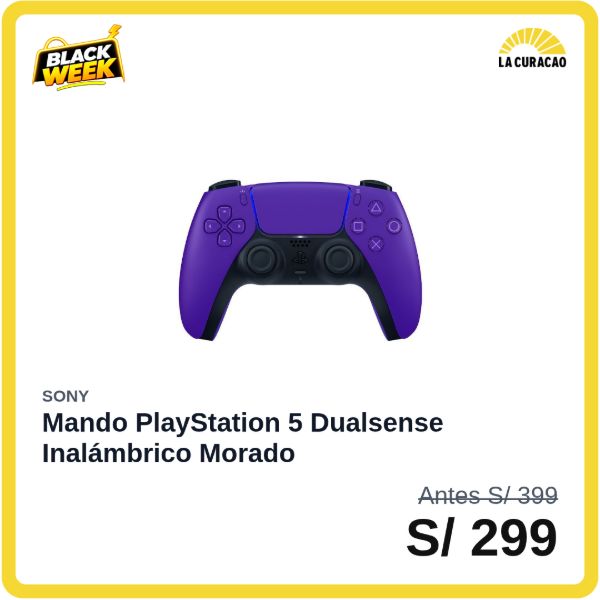 BLACK
WEEK
LA CURACAO
SONY
Mando PlayStation 5 Dualsense
Inalámbrico Morado
Antes S/ 399
S/ 299